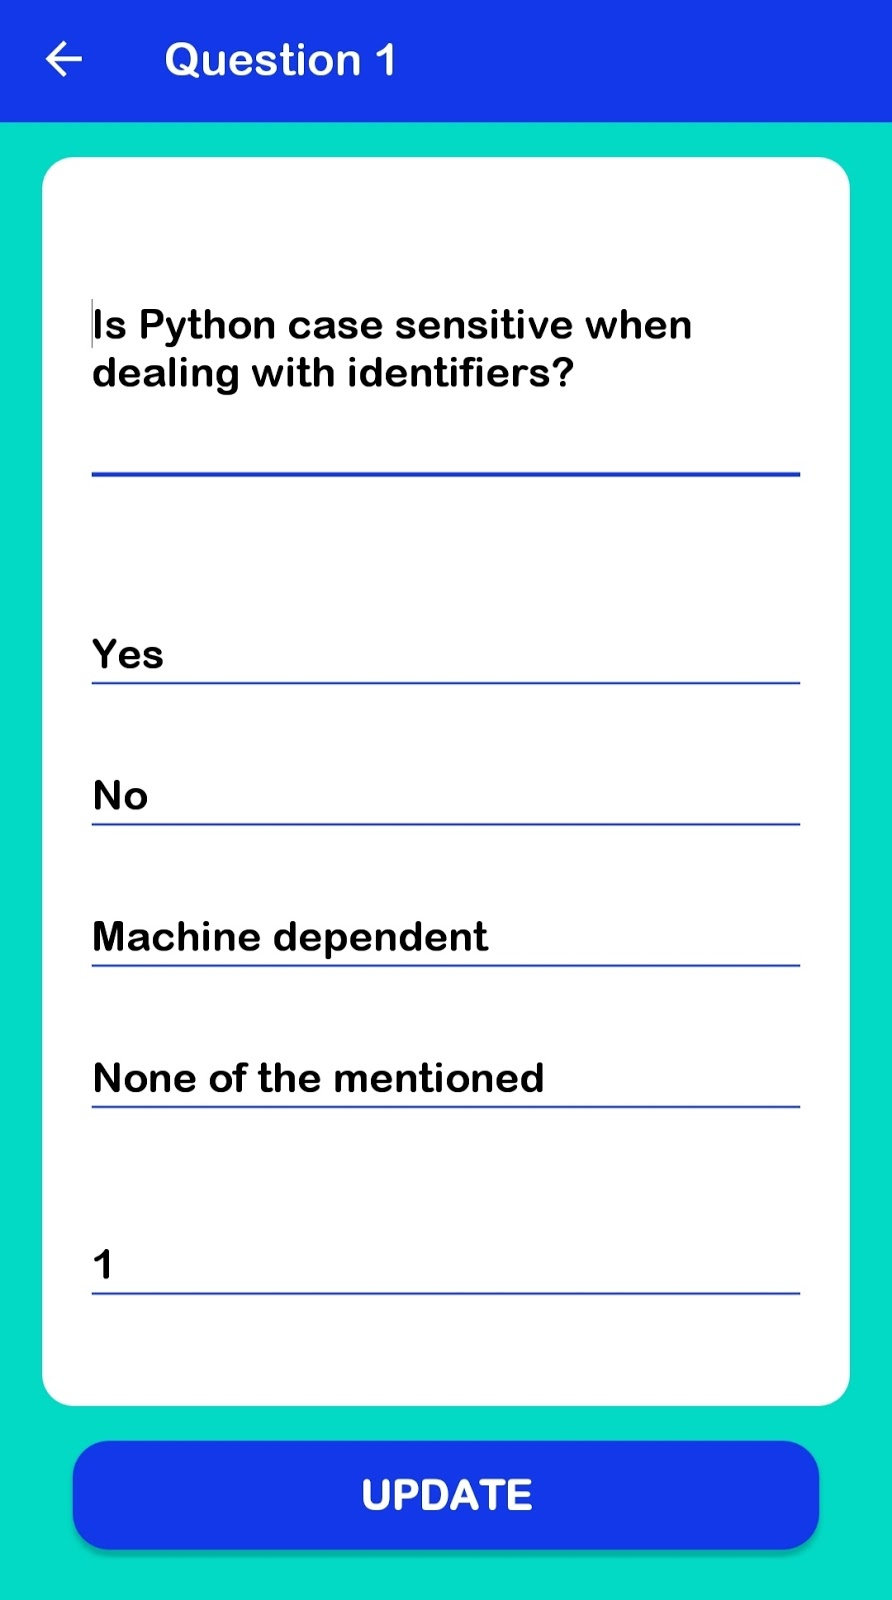 Question 1
Is Python case sensitive when
dealing with identifiers?
Yes
No
Machine dependent
None of the mentioned
1
UPDATE